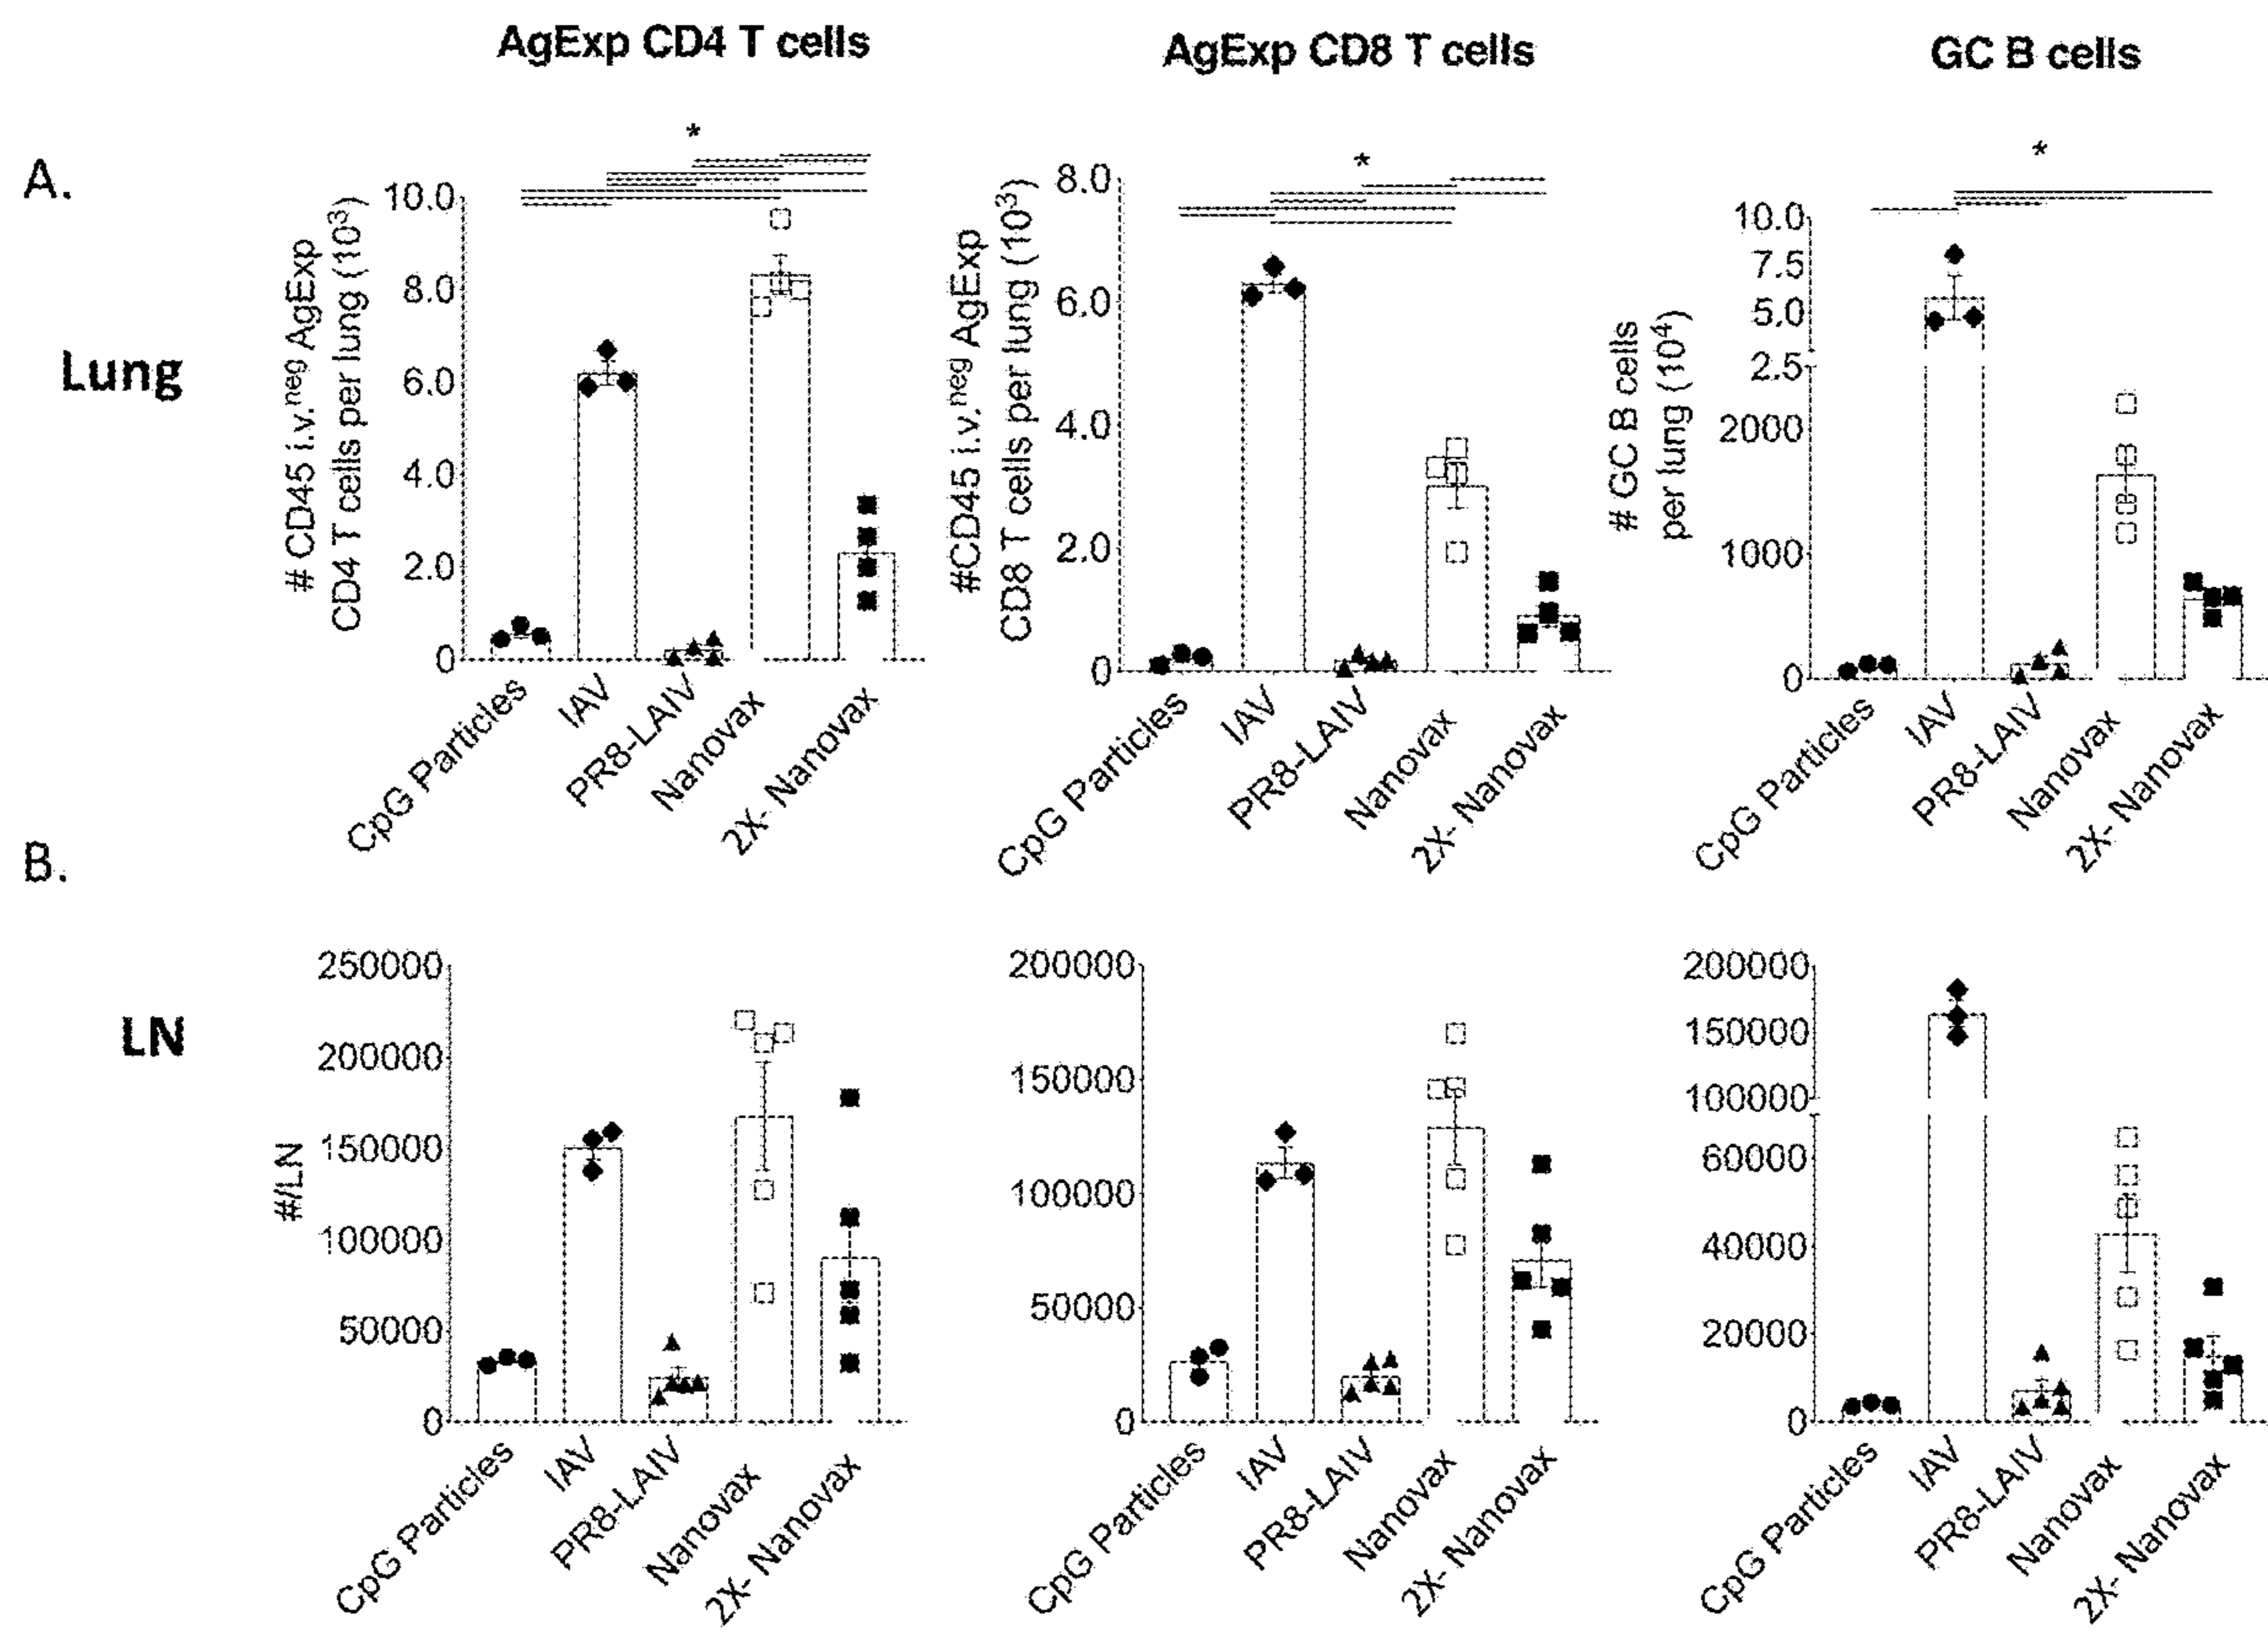 AgExp CD4 T cells
AgExp CD8 T cells
GC B cells
A.
Lung
# CD45 i.v.neg AgExp
CD4 T cells per lung (10³)
10.0
8.0
6.0
4.0
2.0
0
*
CpG Particles
IAV
PR8-LAIV
Nanovax
2X- Nanovax
#CD45 i.v.neg AgExp
CD8 T cells per lung (10³)
8.0
6.0
4.0
2.0
0
*
CpG Particles
IAV
PR8-LAIV
Nanovax
2X- Nanovax
# GC B cells
per lung (10⁴)
10.0
7.5
5.0
2.5
2000
1000
0
*
CpG Particles
IAV
PR8-LAIV
Nanovax
2X- Nanovax
B.
LN
#/LN
250000
200000
150000
100000
50000
0
CpG Particles
IAV
PR8-LAIV
Nanovax
2X- Nanovax
200000
150000
100000
50000
0
CpG Particles
IAV
PR8-LAIV
Nanovax
2X- Nanovax
200000
150000
100000
60000
40000
20000
0
CpG Particles
IAV
PR8-LAIV
Nanovax
2X- Nanovax